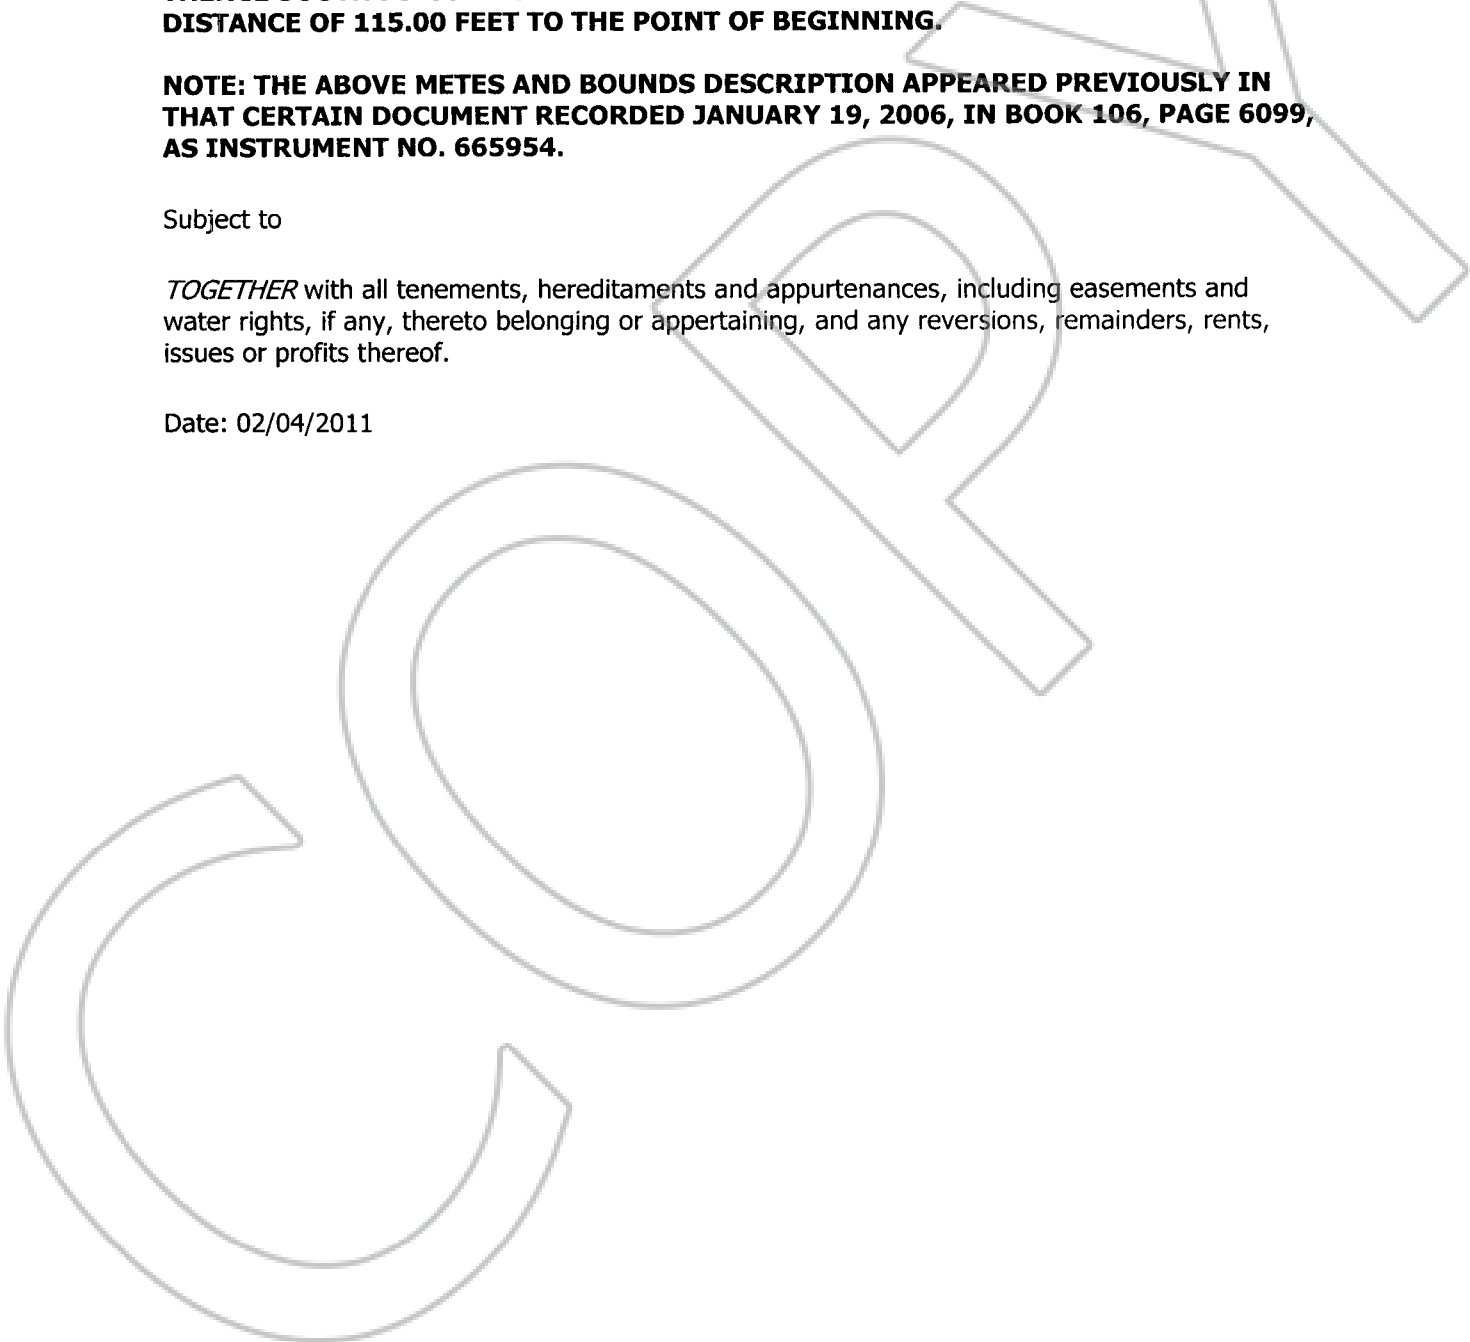 DISTANCE OF 115.00 FEET TO THE POINT OF BEGINNING.
NOTE: THE ABOVE METES AND BOUNDS DESCRIPTION APPEARED PREVIOUSLY IN
THAT CERTAIN DOCUMENT RECORDED JANUARY 19, 2006, IN BOOK 106, PAGE 6099,
AS INSTRUMENT NO. 665954.
Subject to
TOGETHER with all tenements, hereditaments and appurtenances, including easements and
water rights, if any, thereto belonging or appertaining, and any reversions, remainders, rents,
issues or profits thereof.
Date: 02/04/2011
COPY